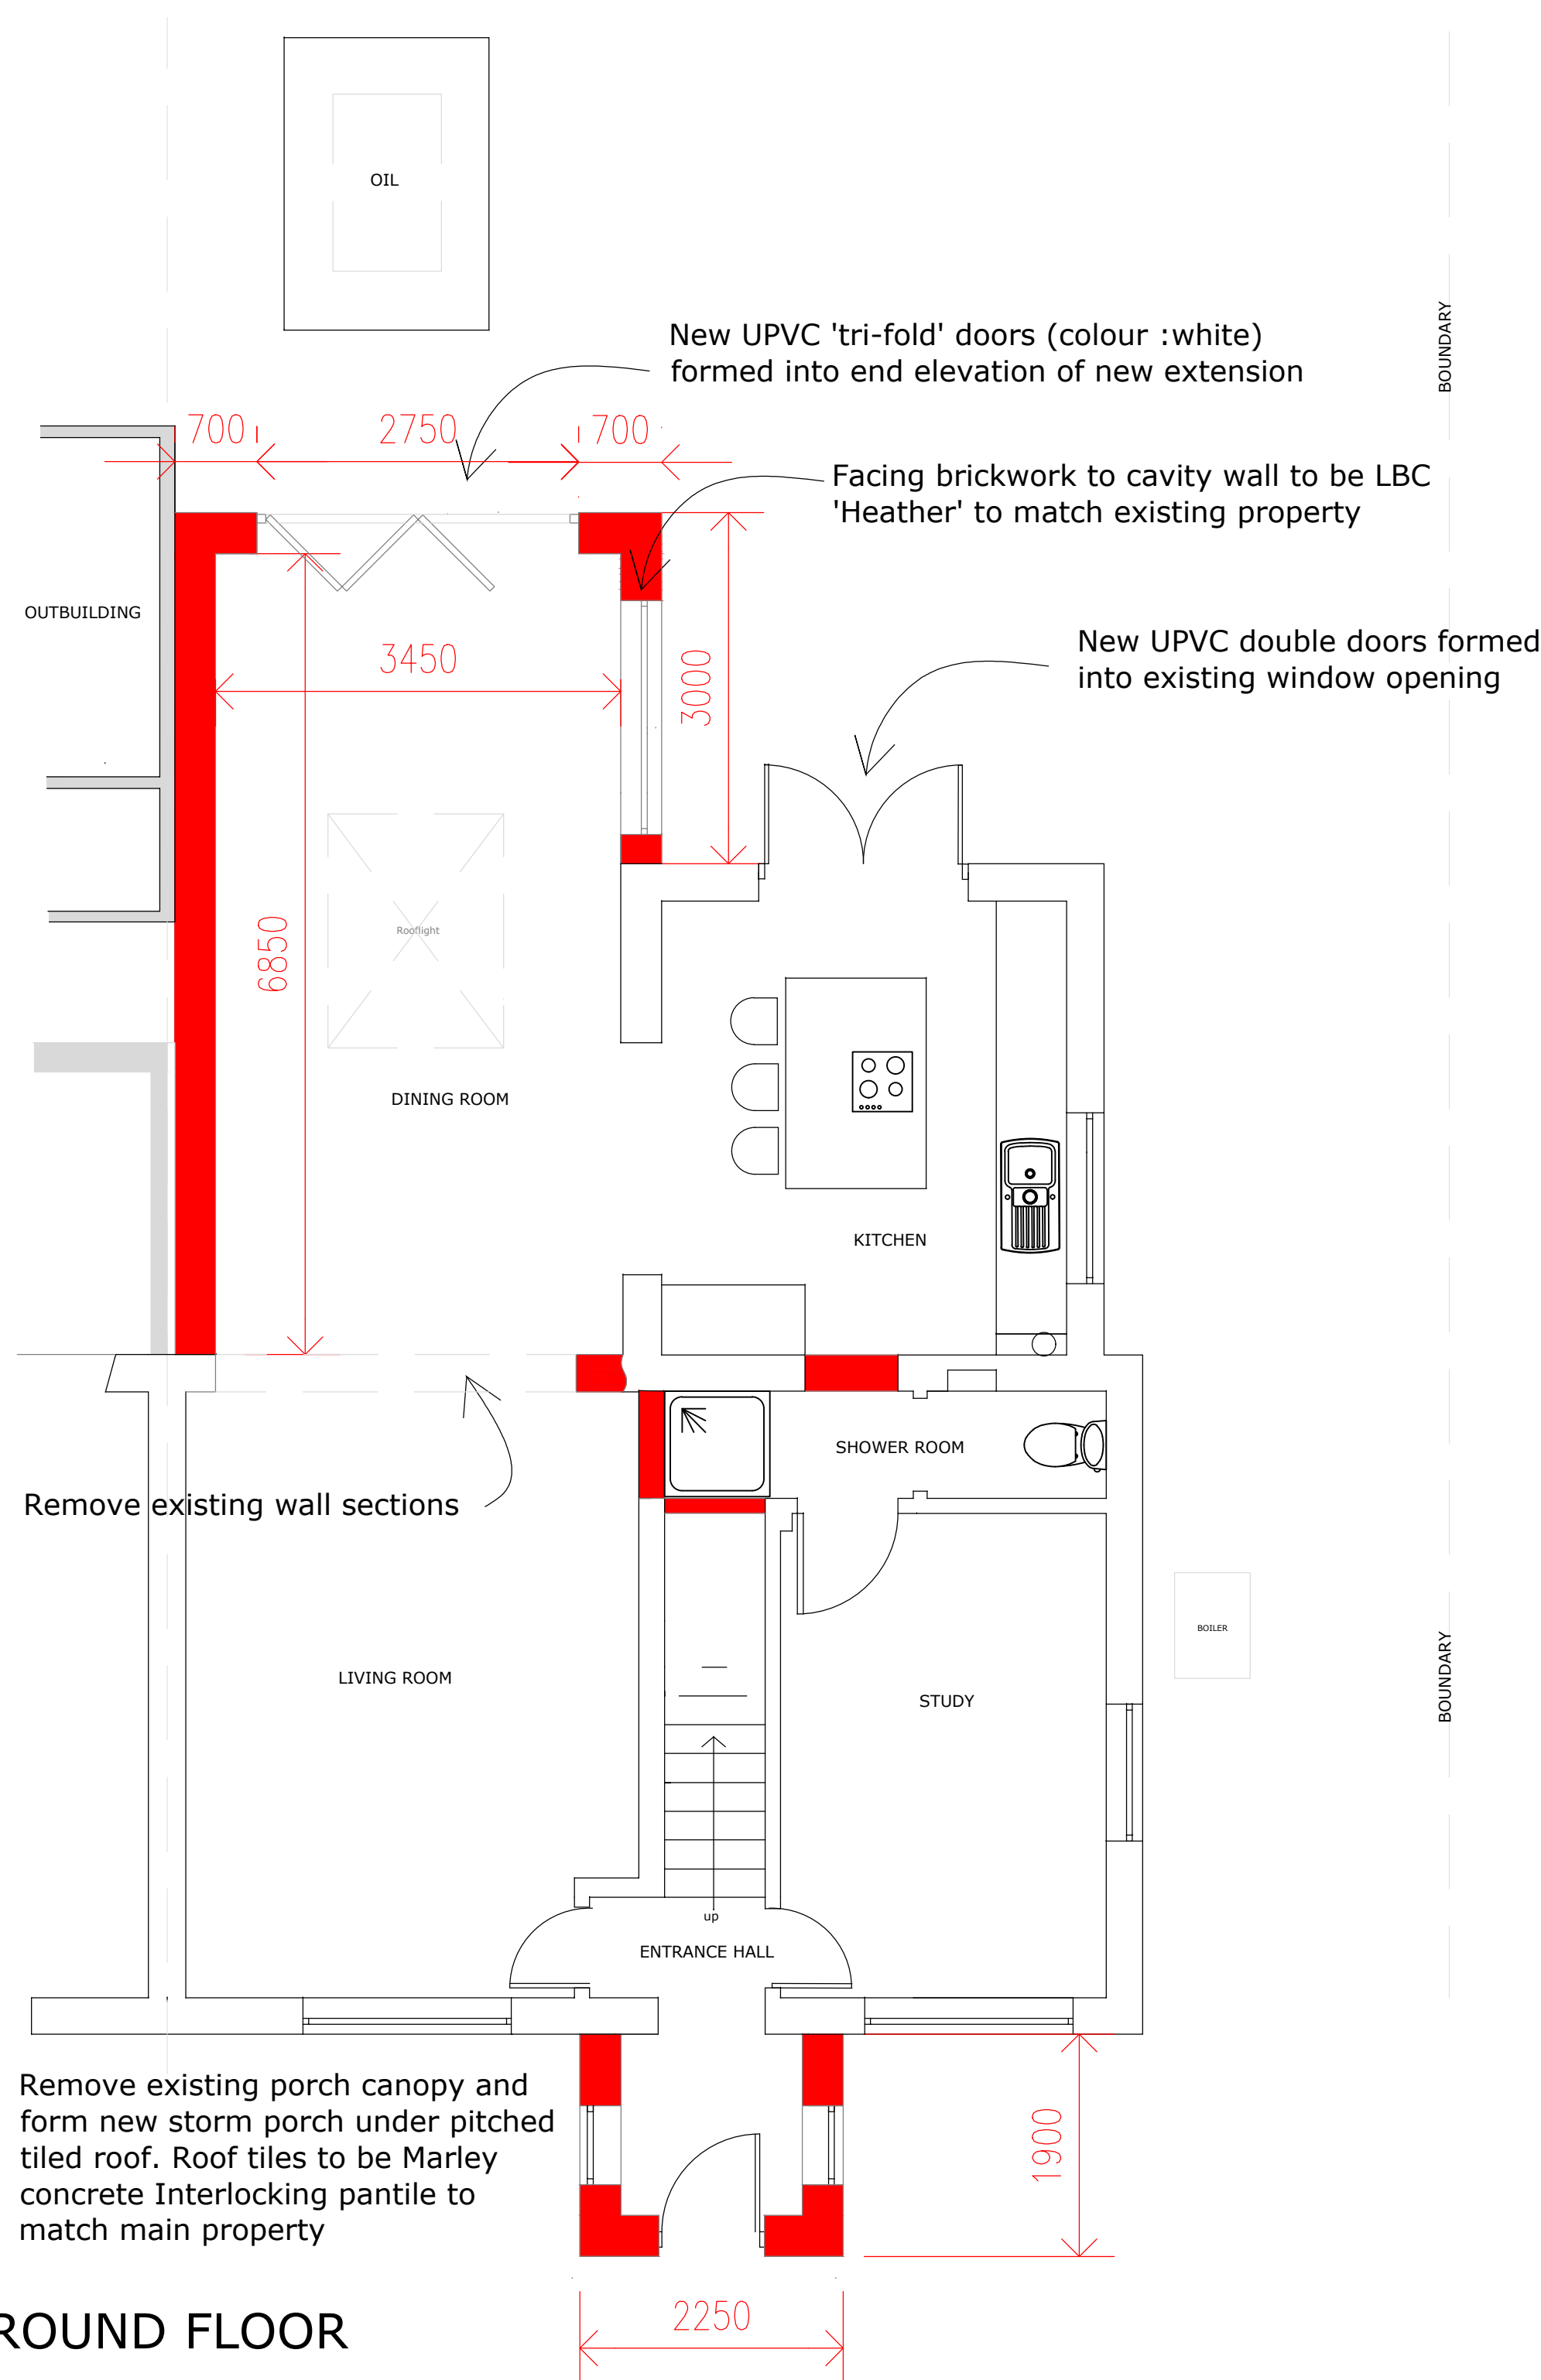 OIL
BOUNDARY
New UPVC 'tri-fold' doors (colour :white)
formed into end elevation of new extension
700
2750
700
Facing brickwork to cavity wall to be LBC
'Heather' to match existing property
OUTBUILDING
New UPVC double doors formed
into existing window opening
3450
3000
Rooflight
6850
DINING ROOM
KITCHEN
SHOWER ROOM
Remove existing wall sections
BOILER
LIVING ROOM
STUDY
BOUNDARY
up
ENTRANCE HALL
Remove existing porch canopy and
form new storm porch under pitched
tiled roof. Roof tiles to be Marley
concrete Interlocking pantile to
match main property
1900
2250
ROUND FLOOR